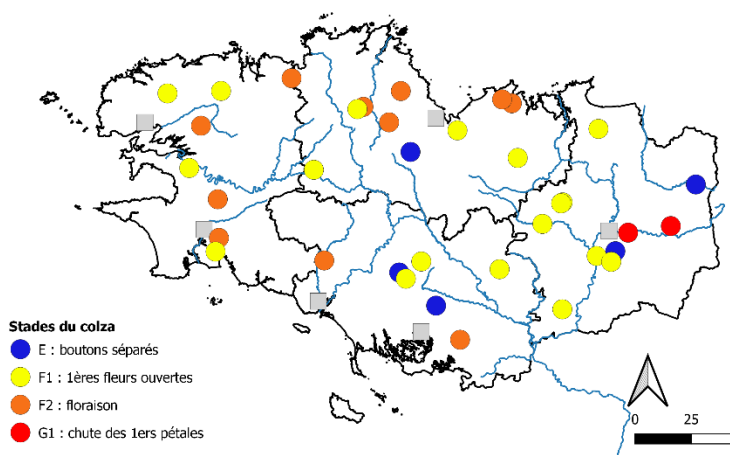 Stades du colza
E : boutons séparés
F1 : 1ères fleurs ouvertes
F2 : floraison
G1 : chute des 1ers pétales
0 25